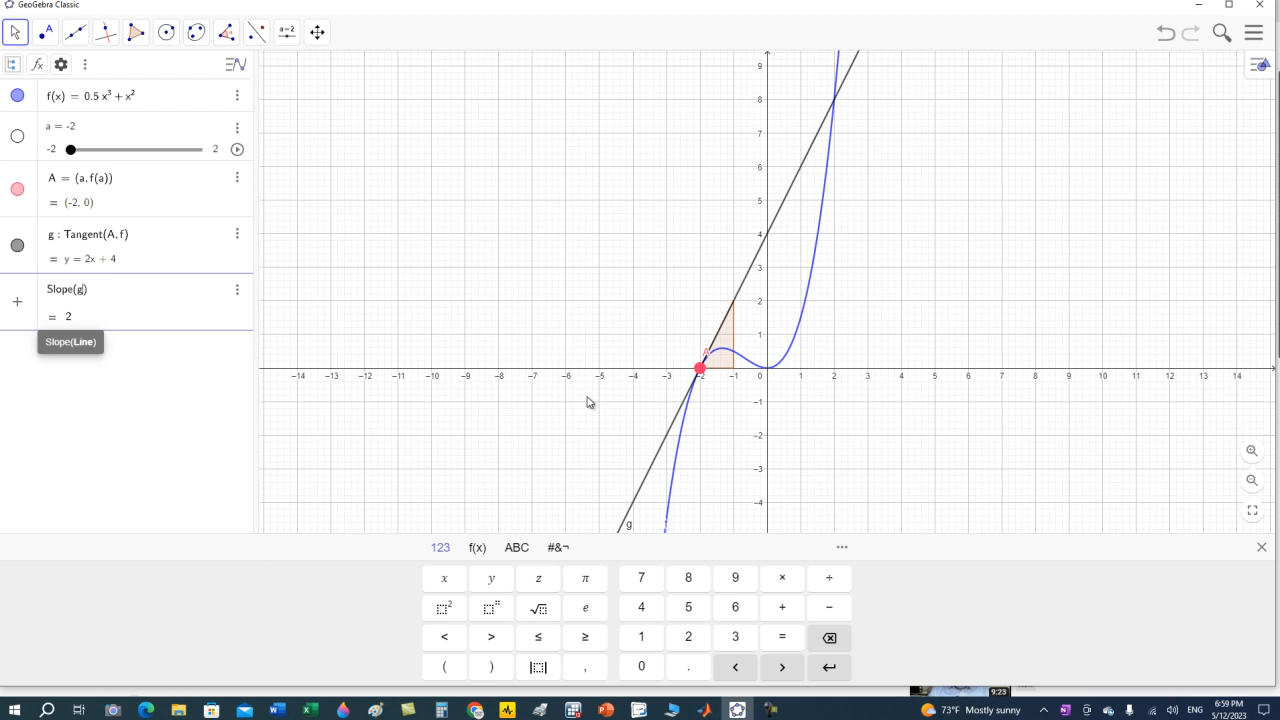 GeoGebra Classic
a=2
f(x) = 0.5 x³ + x²
a = -2
-2
2
A = (a, f(a))
= (-2, 0)
g : Tangent(A, f)
= y = 2x + 4
Slope(g)
= 2
Slope(Line)
9
8
7
6
5
4
3
2
1
A
-14 -13 -12 -11 -10 -9 -8 -7 -6 -5 -4 -3 -2 -1 0 1 2 3 4 5 6 7 8 9 10 11 12 13 14
-1
-2
-3
-4
g
123 f(x) ABC #&¬
x y z π 7 8 9 × ÷
e 4 5 6 + −
< > ≤ ≥ 1 2 3 =
( ) , 0 . < >
9:23
73°F Mostly sunny
ENG
6:59 PM
5/12/2023